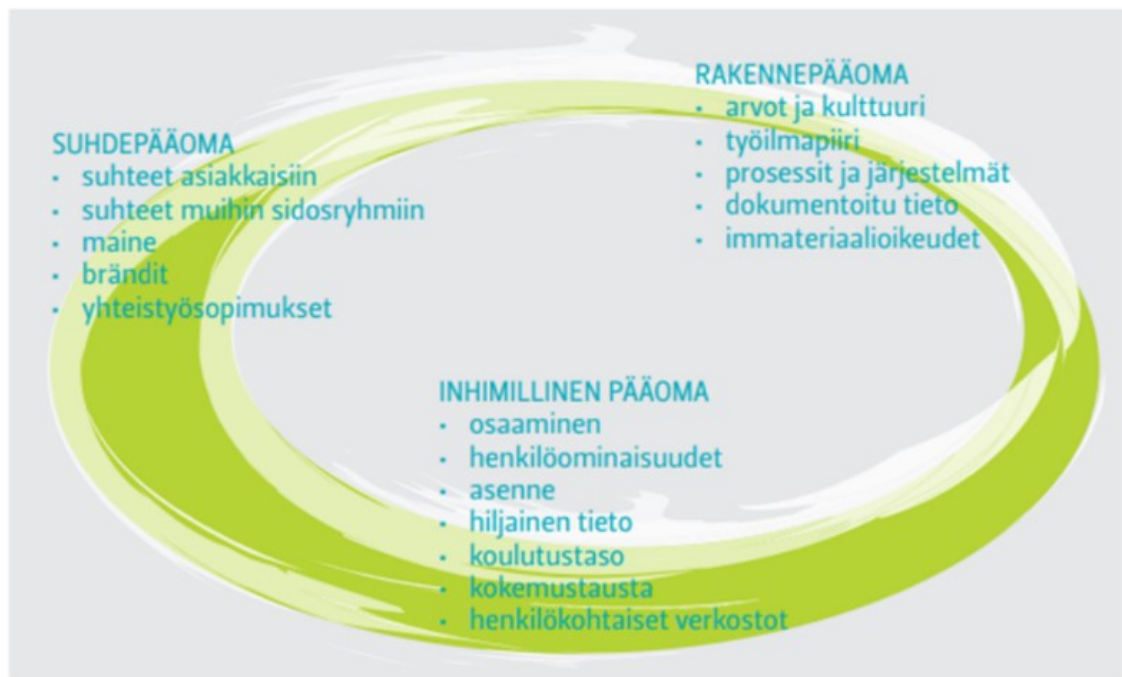 SUHDEPÄÄOMA
• suhteet asiakkaisiin
• suhteet muihin sidosryhmiin
• maine
• brändit
• yhteistyösopimukset
RAKENNEPÄÄOMA
• arvot ja kulttuuri
• työilmapiiri
• prosessit ja järjestelmät
• dokumentoitu tieto
• immateriaalioikeudet
INHIMILLINEN PÄÄOMA
• osaaminen
• henkilöominaisuudet
• asenne
• hiljainen tieto
• koulutustaso
• kokemustausta
• henkilökohtaiset verkostot